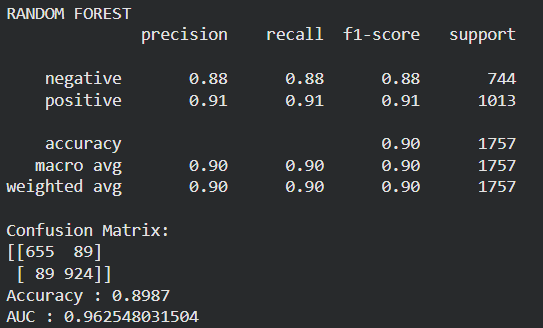 RANDOM FOREST
precision recall f1-score support
negative 0.88 0.88 0.88 744
positive 0.91 0.91 0.91 1013
accuracy 0.90 1757
macro avg 0.90 0.90 0.90 1757
weighted avg 0.90 0.90 0.90 1757
Confusion Matrix:
[[655 89]
[ 89 924]]
Accuracy : 0.8987
AUC : 0.962548031504